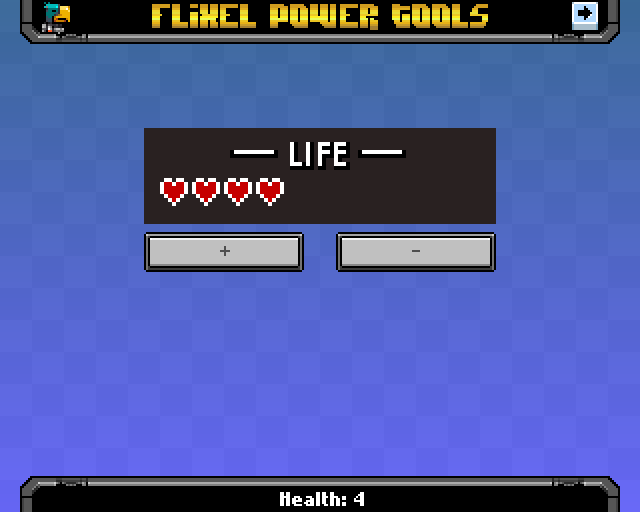 FLiXEL POWER TOOLS
— LIFE —
+
-
Health: 4